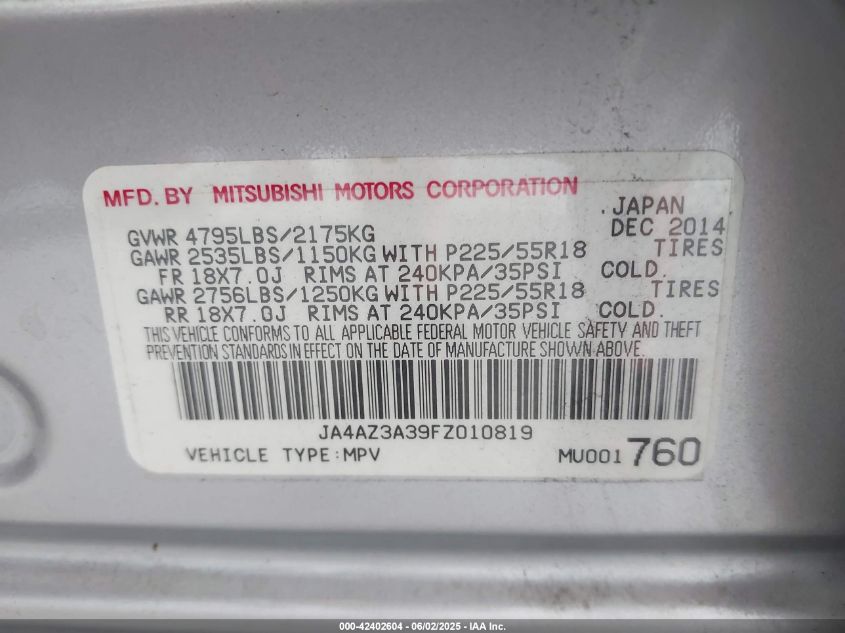 MFD. BY MITSUBISHI MOTORS CORPORATION
.JAPAN
GVWR 4795LBS/2175KG DEC 2014
GAWR 2535LBS/1150KG WITH P225/55R18 TIRES
FR 18X7.0J RIMS AT 240KPA/35PSI COLD.
GAWR 2756LBS/1250KG WITH P225/55R18 TIRES
RR 18X7.0J RIMS AT 240KPA/35PSI COLD.
THIS VEHICLE CONFORMS TO ALL APPLICABLE FEDERAL MOTOR VEHICLE SAFETY AND THEFT
PREVENTION STANDARDS IN EFFECT ON THE DATE OF MANUFACTURE SHOWN ABOVE.
JA4AZ3A39FZ010819
VEHICLE TYPE:MPV MU001 760
000-42402604 - 06/02/2025 - IAA Inc.